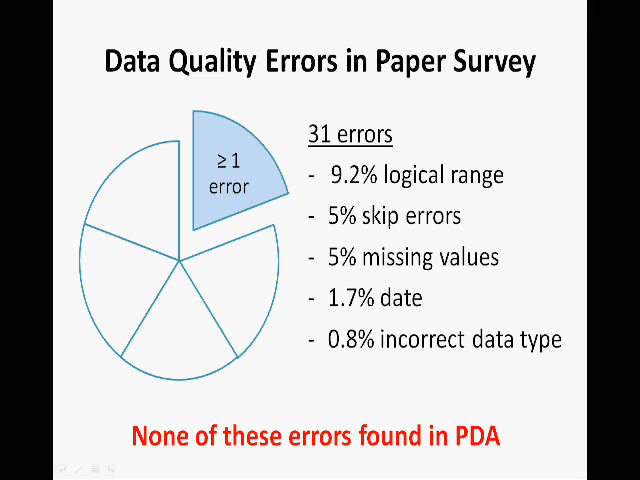 Data Quality Errors in Paper Survey
≥ 1
error
31 errors
- 9.2% logical range
- 5% skip errors
- 5% missing values
- 1.7% date
- 0.8% incorrect data type
None of these errors found in PDA